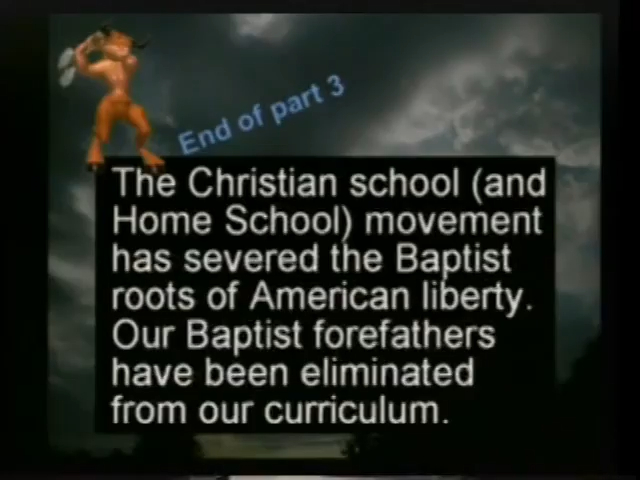 End of part 3
The Christian school (and
Home School) movement
has severed the Baptist
roots of American liberty.
Our Baptist forefathers
have been eliminated
from our curriculum.